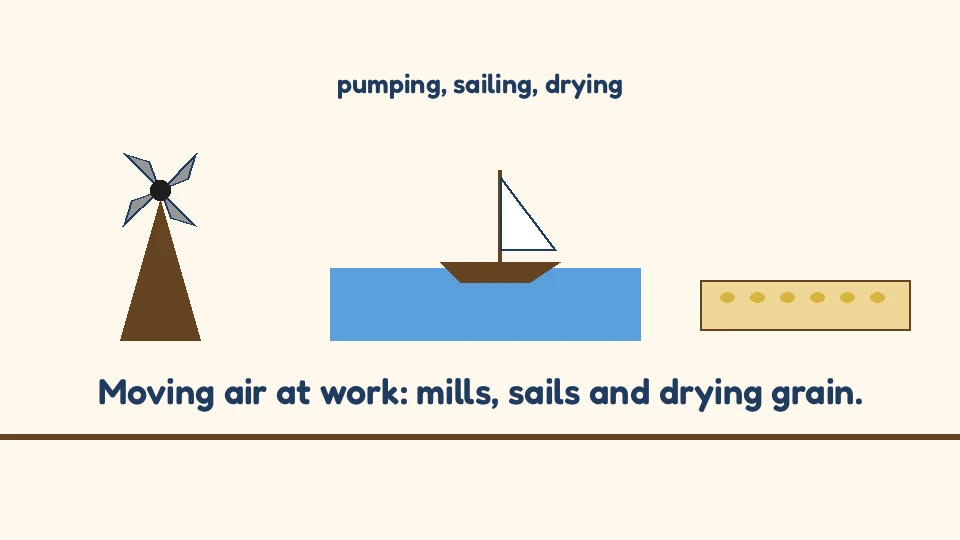 pumping, sailing, drying
Moving air at work: mills, sails and drying grain.